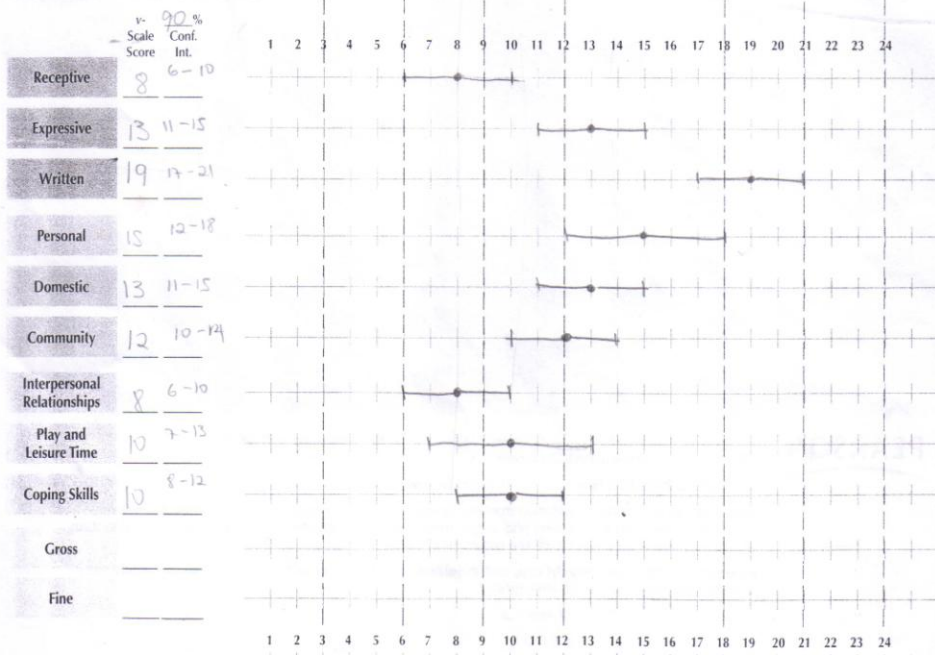 v-
Scale
Score
90 %
Conf.
Int.
1 2 3 4 5 6 7 8 9 10 11 12 13 14 15 16 17 18 19 20 21 22 23 24
Receptive 8 6-10
Expressive 13 11-15
Written 19 17-21
Personal 15 12-18
Domestic 13 11-15
Community 12 10-14
Interpersonal
Relationships 8 6-10
Play and
Leisure Time 10 7-13
Coping Skills 10 8-12
Gross
Fine
1 2 3 4 5 6 7 8 9 10 11 12 13 14 15 16 17 18 19 20 21 22 23 24